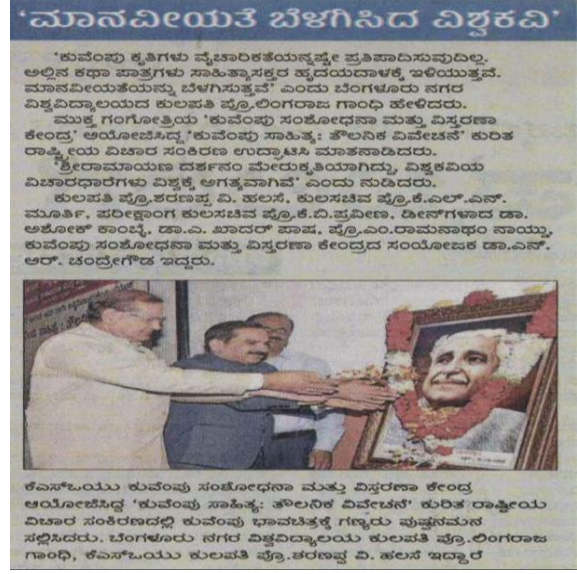 ‘ಮಾನವೀಯತೆ ಬೆಳಗಿಸಿದ ವಿಶ್ವಕವಿ’
‘ಕುವೆಂಪು ಕೃತಿಗಳು ವೈಚಾರಿಕತೆಯನ್ನಷ್ಟೇ ಪ್ರತಿಪಾದಿಸುವುದಿಲ್ಲ.
ಅಲ್ಲಿನ ಕಥಾ ಪಾತ್ರಗಳು ಸಾಹಿತ್ಯಾಸಕ್ತರ ಹೃದಯದಾಳಕ್ಕೆ ಇಳಿಯುತ್ತವೆ.
ಮಾನವೀಯತೆಯನ್ನು ಬೆಳಗಿಸುತ್ತವೆ’ ಎಂದು ಬೆಂಗಳೂರು ನಗರ
ವಿಶ್ವವಿದ್ಯಾಲಯದ ಕುಲಪತಿ ಪ್ರೊ.ಲಿಂಗರಾಜ ಗಾಂಧಿ ಹೇಳಿದರು.
ಮುಕ್ತ ಗಂಗೋತ್ರಿಯ ‘ಕುವೆಂಪು ಸಂಶೋಧನಾ ಮತ್ತು ವಿಸ್ತರಣಾ
ಕೇಂದ್ರ’ ಆಯೋಜಿಸಿದ್ದ ‘ಕುವೆಂಪು ಸಾಹಿತ್ಯ: ತೌಲನಿಕ ವಿವೇಚನೆ’ ಕುರಿತ
ರಾಷ್ಟ್ರೀಯ ವಿಚಾರ ಸಂಕಿರಣ ಉದ್ಘಾಟಿಸಿ ಮಾತನಾಡಿದರು.
‘ಶ್ರೀರಾಮಾಯಣ ದರ್ಶನಂ ಮೇರುಕೃತಿಯಾಗಿದ್ದು, ವಿಶ್ವಕವಿಯ
ವಿಚಾರಧಾರೆಗಳು ವಿಶ್ವಕ್ಕೆ ಅಗತ್ಯವಾಗಿವೆ’ ಎಂದು ನುಡಿದರು.
ಕುಲಪತಿ ಪ್ರೊ.ಶರಣಪ್ಪ ವಿ. ಹಲಸೆ, ಕುಲಸಚಿವ ಪ್ರೊ.ಕೆ.ಎಲ್.ಎನ್.
ಮೂರ್ತಿ, ಪರೀಕ್ಷಾಂಗ ಕುಲಸಚಿವ ಪ್ರೊ.ಕೆ.ಬಿ.ಪ್ರವೀಣ, ಡೀನ್‌ಗಳಾದ ಡಾ.
ಅಶೋಕ್ ಕಾಂಬ್ಳೆ, ಡಾ.ಎ. ಖಾದರ್ ಪಾಷ, ಪ್ರೊ.ಎಂ.ರಾಮನಾಥಂ ನಾಯ್ಡು,
ಕುವೆಂಪು ಸಂಶೋಧನಾ ಮತ್ತು ವಿಸ್ತರಣಾ ಕೇಂದ್ರದ ಸಂಯೋಜಕ ಡಾ.ಎನ್.
ಆರ್. ಚಂದ್ರೇಗೌಡ ಇದ್ದರು.
ಕೆಎಸ್‌ಒಯು ಕುವೆಂಪು ಸಂಶೋಧನಾ ಮತ್ತು ವಿಸ್ತರಣಾ ಕೇಂದ್ರ
ಆಯೋಜಿಸಿದ್ದ ‘ಕುವೆಂಪು ಸಾಹಿತ್ಯ: ತೌಲನಿಕ ವಿವೇಚನೆ’ ಕುರಿತ ರಾಷ್ಟ್ರೀಯ
ವಿಚಾರ ಸಂಕಿರಣದಲ್ಲಿ ಕುವೆಂಪು ಭಾವಚಿತ್ರಕ್ಕೆ ಗಣ್ಯರು ಪುಷ್ಪನಮನ
ಸಲ್ಲಿಸಿದರು. ಬೆಂಗಳೂರು ನಗರ ವಿಶ್ವವಿದ್ಯಾಲಯ ಕುಲಪತಿ ಪ್ರೊ.ಲಿಂಗರಾಜ
ಗಾಂಧಿ, ಕೆಎಸ್‌ಒಯು ಕುಲಪತಿ ಪ್ರೊ.ಶರಣಪ್ಪ ವಿ. ಹಲಸೆ ಇದ್ದಾರೆ